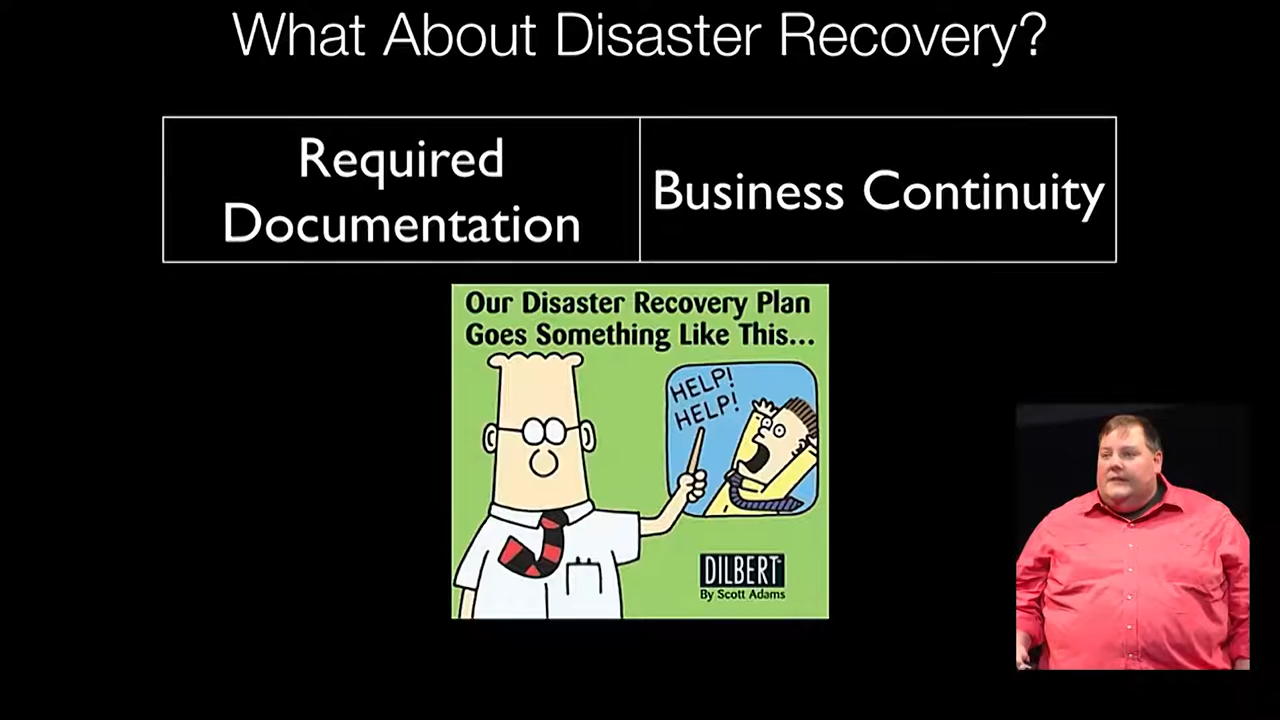 What About Disaster Recovery?
Required
Documentation
Business Continuity
Our Disaster Recovery Plan
Goes Something Like This...
HELP!
HELP!
DILBERT
By Scott Adams